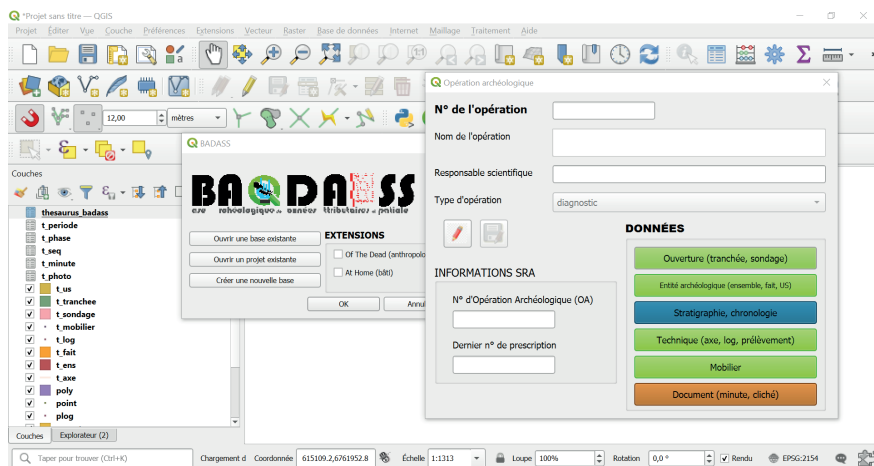 *Projet sans titre — QGIS
Projet Éditer Vue Couche Préférences Extensions Vecteur Raster Base de données Internet Maillage Traitement Aide
12,00 mètres
Couches
thesaurus_badass
t_periode
t_phase
t_seq
t_minute
t_photo
t_us
t_tranchee
t_sondage
t_mobilier
t_log
t_fait
t_ens
t_axe
poly
point
plog
Couches Explorateur (2)
BADASS
BADASS
Ouvrir une base existante
Ouvrir un projet existante
Créer une nouvelle base
EXTENSIONS
Of The Dead (anthropolo
At Home (bâti)
OK Annul
Opération archéologique
N° de l'opération
Nom de l'opération
Responsable scientifique
Type d'opération diagnostic
INFORMATIONS SRA
N° d'Opération Archéologique (OA)
Dernier n° de prescription
DONNÉES
Ouverture (tranchée, sondage)
Entité archéologique (ensemble, fait, US)
Stratigraphie, chronologie
Technique (axe, log, prélèvement)
Mobilier
Document (minute, cliché)
Taper pour trouver (Ctrl+K) Chargement d Coordonnée 615109.2,6761952.8 Échelle 1:1313 Loupe 100% Rotation 0,0 ° Rendu EPSG:2154